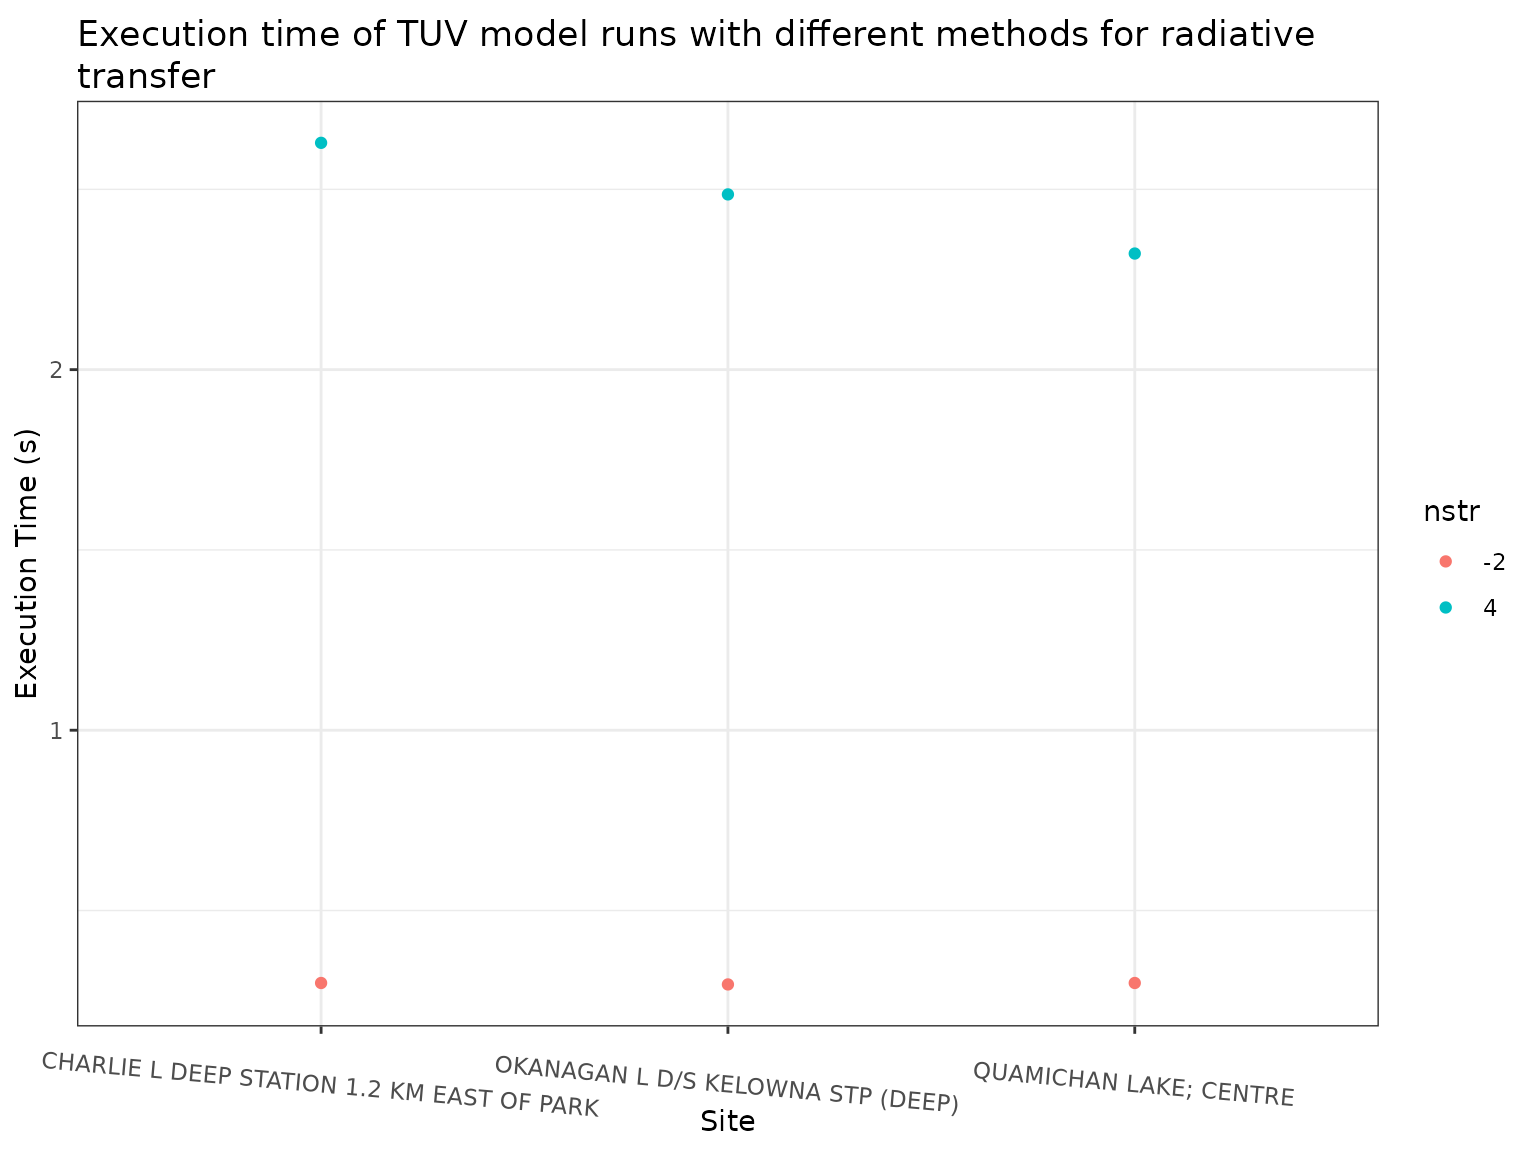 Execution time of TUV model runs with different methods for radiative
transfer
Execution Time (s)
2
1
CHARLIE L DEEP STATION 1.2 KM EAST OF PARK
OKANAGAN L D/S KELOWNA STP (DEEP)
QUAMICHAN LAKE; CENTRE
Site
nstr
-2
4